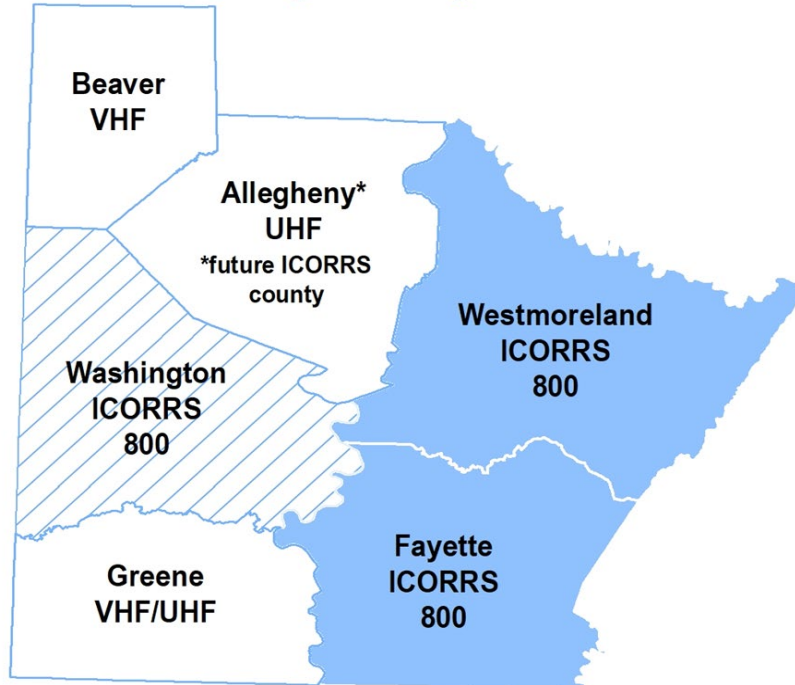 Beaver
VHF
Allegheny*
UHF
*future ICORRS
county
Westmoreland
ICORRS
800
Washington
ICORRS
800
Fayette
ICORRS
800
Greene
VHF/UHF